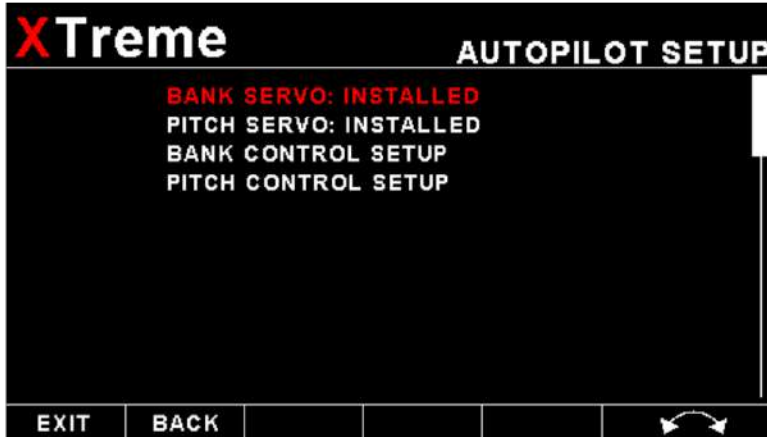 XTreme
AUTOPILOT SETUP
BANK SERVO: INSTALLED
PITCH SERVO: INSTALLED
BANK CONTROL SETUP
PITCH CONTROL SETUP
EXIT BACK